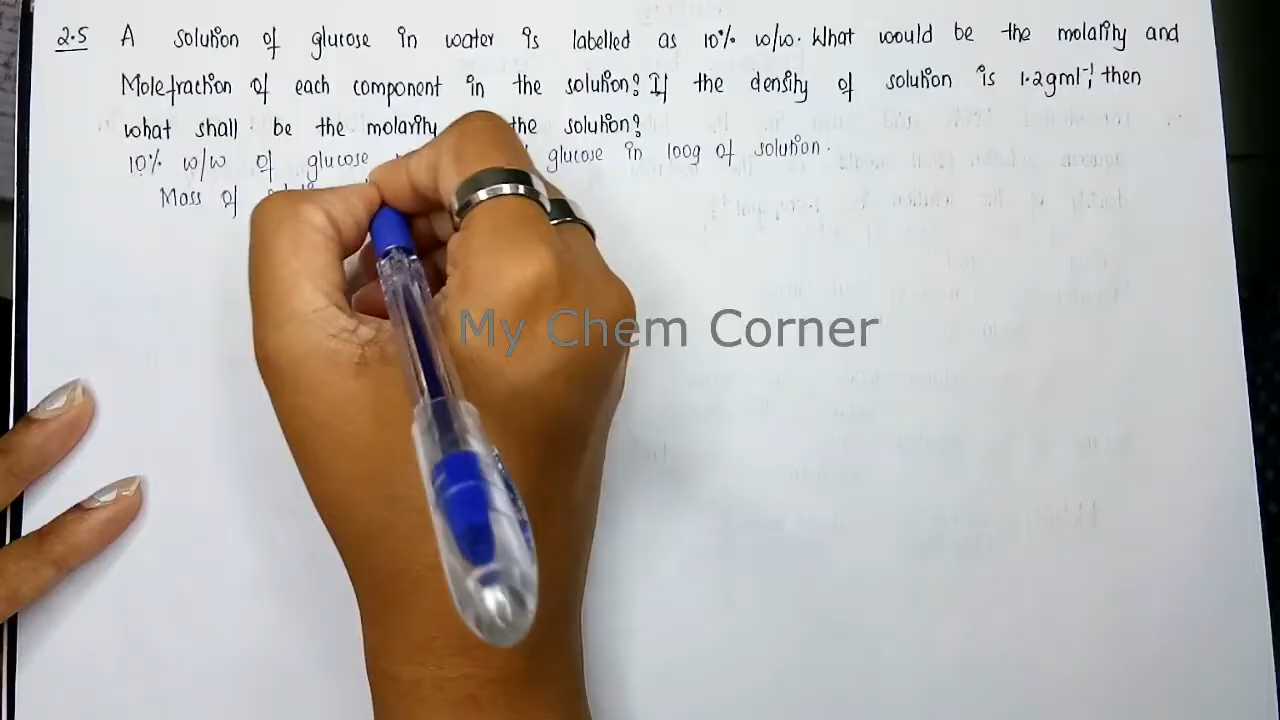 2.5 A solution of glucose in water is labelled as 10% w/w. What would be the molality and
Molefraction of each component in the solution? If the density of solution is 1.2gml⁻¹, then
what shall be the molarity the solution?
10% w/w of glucose glucose in 100g of solution.
Mass of
My Chem Corner